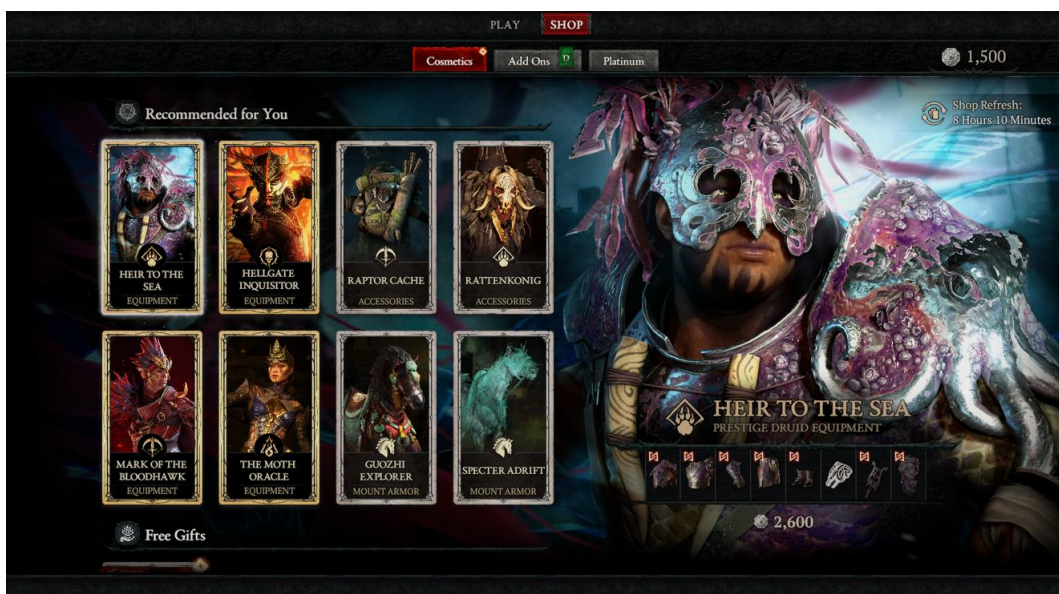 PLAY SHOP
Cosmetics Add Ons Platinum
1,500
Shop Refresh:
8 Hours 10 Minutes
Recommended for You
HEIR TO THE
SEA
EQUIPMENT
HELLGATE
INQUISITOR
EQUIPMENT
RAPTOR CACHE
ACCESSORIES
RATTENKONIG
ACCESSORIES
MARK OF THE
BLOODHAWK
EQUIPMENT
THE MOTH
ORACLE
EQUIPMENT
GUOZHI
EXPLORER
MOUNT ARMOR
SPECTER ADRIFT
MOUNT ARMOR
Free Gifts
HEIR TO THE SEA
PRESTIGE DRUID EQUIPMENT
2,600